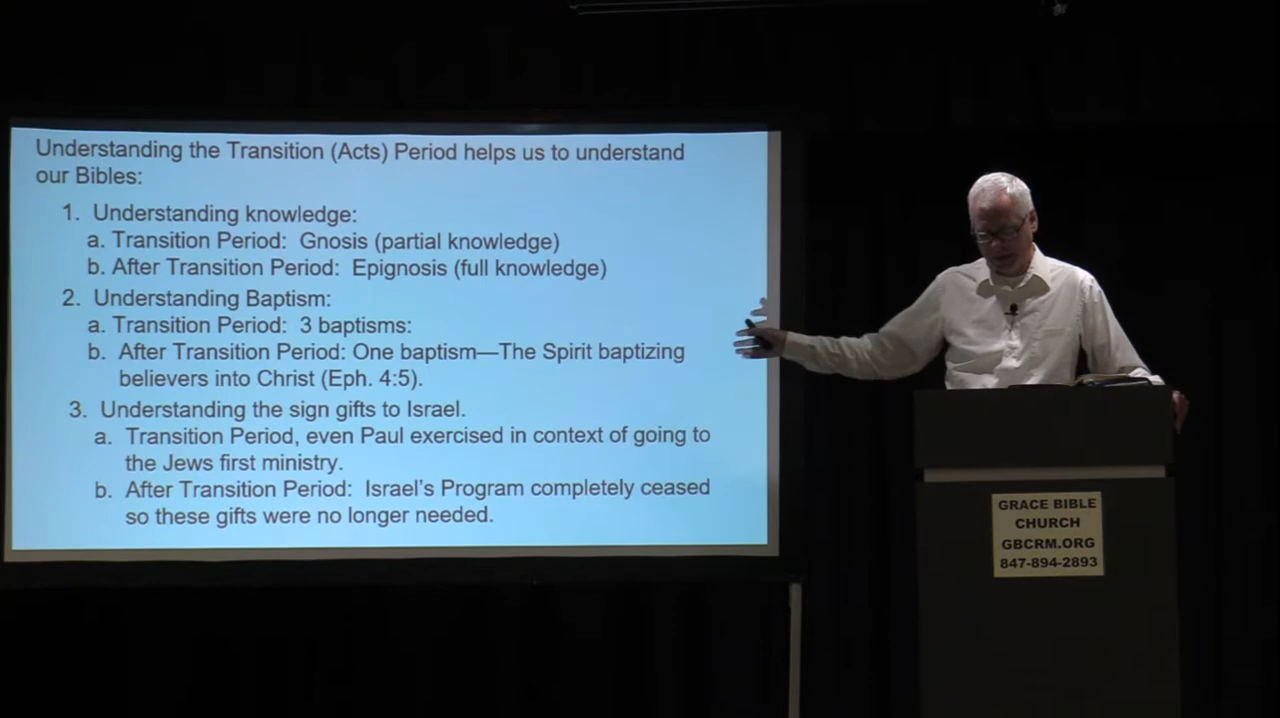 Understanding the Transition (Acts) Period helps us to understand
our Bibles:
1. Understanding knowledge:
a. Transition Period: Gnosis (partial knowledge)
b. After Transition Period: Epignosis (full knowledge)
2. Understanding Baptism:
a. Transition Period: 3 baptisms:
b. After Transition Period: One baptism—The Spirit baptizing
believers into Christ (Eph. 4:5).
3. Understanding the sign gifts to Israel.
a. Transition Period, even Paul exercised in context of going to
the Jews first ministry.
b. After Transition Period: Israel's Program completely ceased
so these gifts were no longer needed.
GRACE BIBLE
CHURCH
GBCRM.ORG
847-894-2893